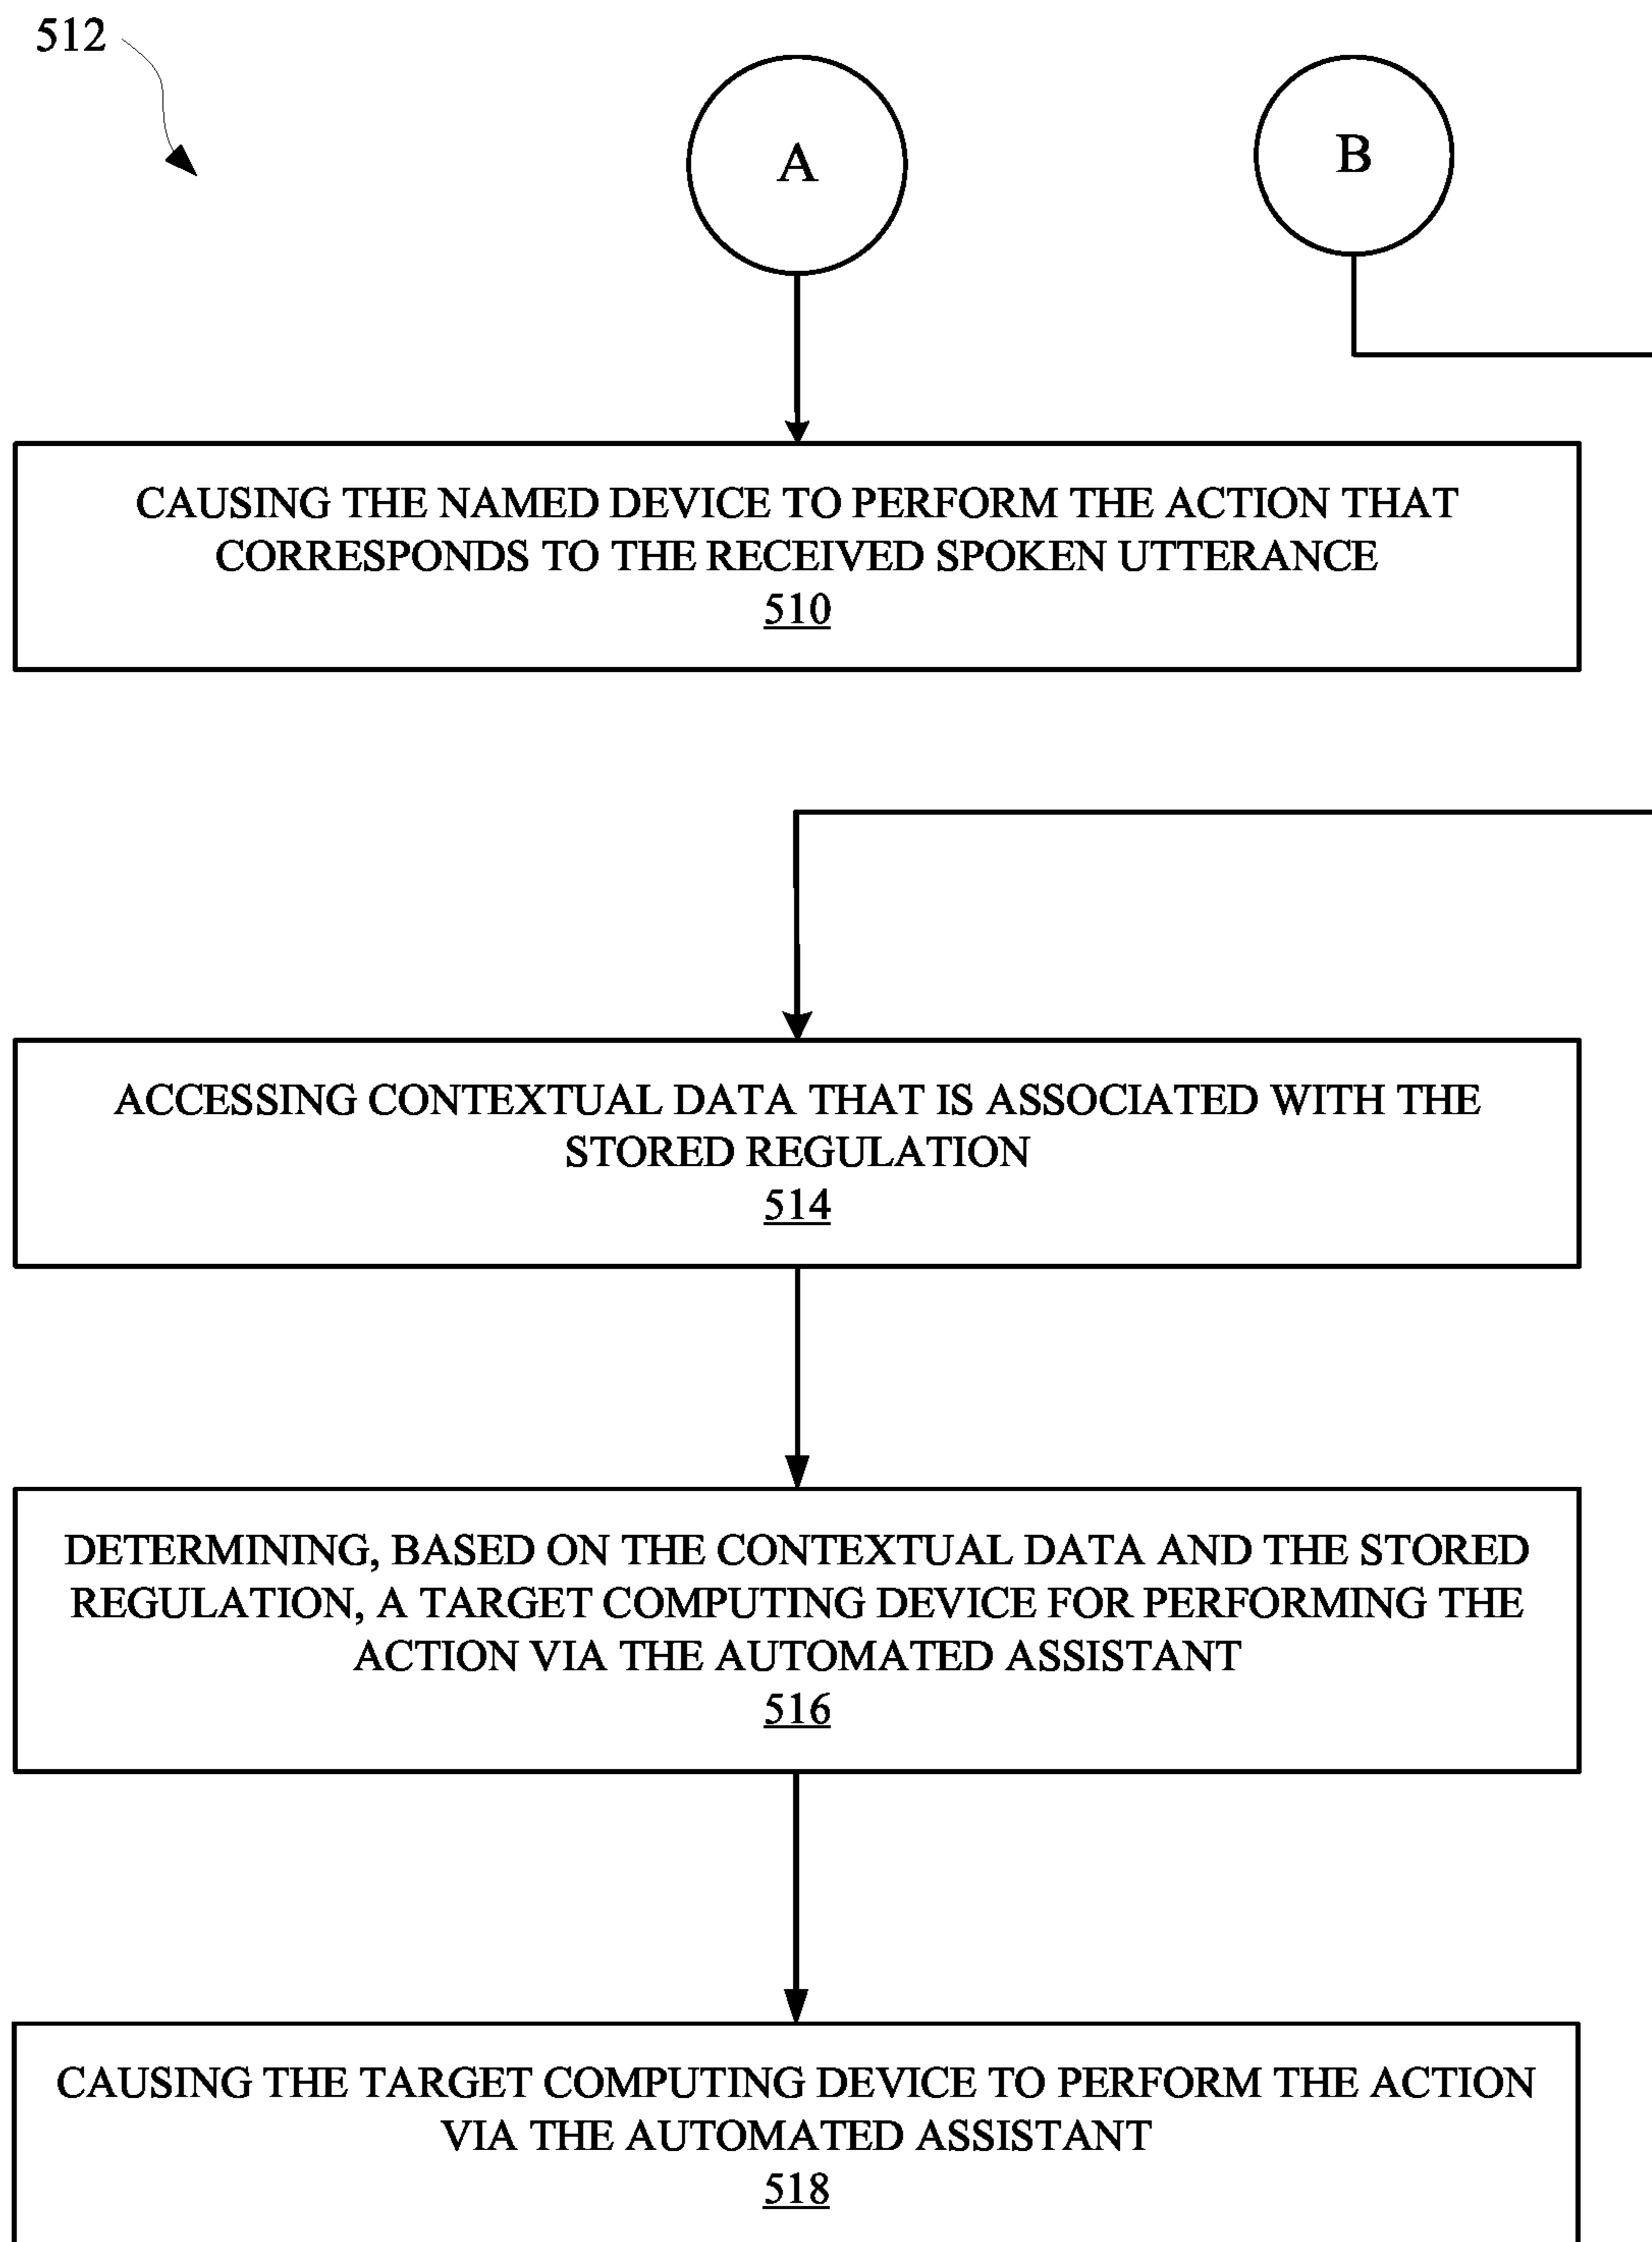 512
A
B
CAUSING THE NAMED DEVICE TO PERFORM THE ACTION THAT
CORRESPONDS TO THE RECEIVED SPOKEN UTTERANCE
510
ACCESSING CONTEXTUAL DATA THAT IS ASSOCIATED WITH THE
STORED REGULATION
514
DETERMINING, BASED ON THE CONTEXTUAL DATA AND THE STORED
REGULATION, A TARGET COMPUTING DEVICE FOR PERFORMING THE
ACTION VIA THE AUTOMATED ASSISTANT
516
CAUSING THE TARGET COMPUTING DEVICE TO PERFORM THE ACTION
VIA THE AUTOMATED ASSISTANT
518